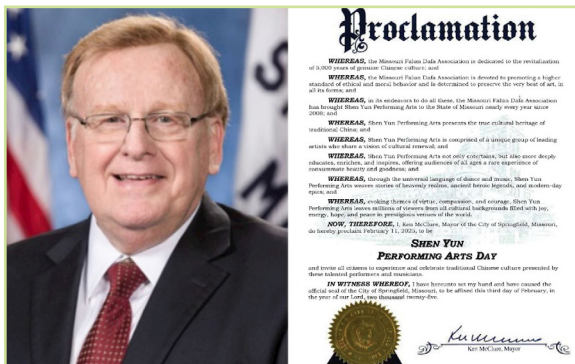 Proclamation
WHEREAS, the Missouri Falun Dafa Association is dedicated to the revitalization
of 5,000 years of genuine Chinese culture; and
WHEREAS, the Missouri Falun Dafa Association is devoted to promoting a higher
standard of ethical and moral behavior and is determined to preserve the very best of art, in
all its forms; and
WHEREAS, in its endeavors to do all these, the Missouri Falun Dafa Association
has brought Shen Yun Performing Arts to the State of Missouri nearly every year since
2008; and
WHEREAS, Shen Yun Performing Arts presents the true cultural heritage of
traditional China; and
WHEREAS, Shen Yun Performing Arts is comprised of a unique group of leading
artists who share a vision of cultural renewal; and
WHEREAS, Shen Yun Performing Arts not only entertains, but also more deeply
educates, enriches, and inspires, offering audiences of all ages a rare experience of
consummate beauty and goodness; and
WHEREAS, through the universal language of dance and music, Shen Yun
Performing Arts weaves stories of heavenly realms, ancient heroic legends, and modern-day
epics; and
WHEREAS, evoking themes of virtue, compassion, and courage, Shen Yun
Performing Arts leaves millions of viewers from all cultural backgrounds filled with joy,
energy, hope, and peace in prestigious venues of the world.
NOW, THEREFORE, I, Ken McClure, Mayor of the City of Springfield, Missouri,
do hereby proclaim February 11, 2025, to be
SHEN YUN
PERFORMING ARTS DAY
and invite all citizens to experience and celebrate traditional Chinese culture presented by
these talented performers and musicians.
IN WITNESS WHEREOF, I have hereunto set my hand and have caused the
official seal of the City of Springfield, Missouri, to be affixed this third day of February, in
the year of our Lord, two thousand twenty-five.
Ken McClure, Mayor